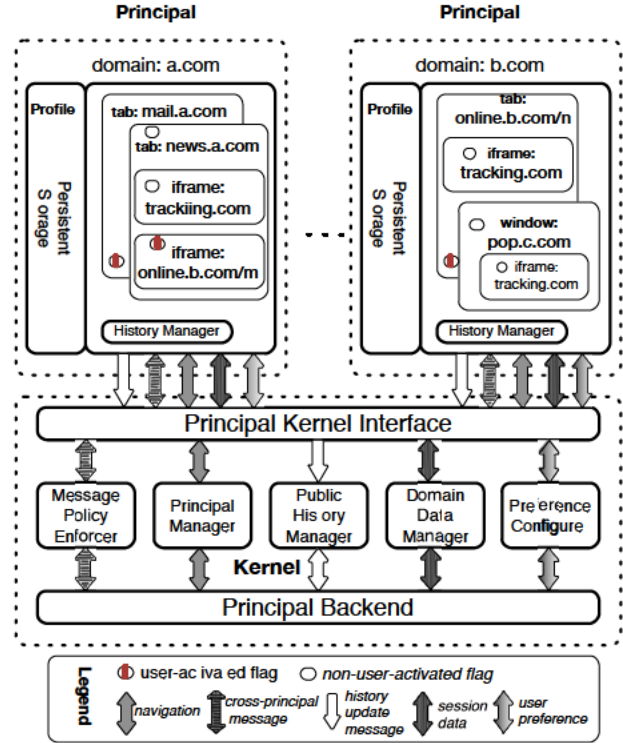 Principal
Principal
domain: a.com
domain: b.com
Profile
Persistent
S orage
tab: mail.a.com
tab: news.a.com
iframe:
trackiing.com
iframe:
online.b.com/m
History Manager
Profile
Persistent
S orage
tab:
online.b.com/n
iframe:
tracking.com
window:
pop.c.com
iframe:
tracking.com
History Manager
Principal Kernel Interface
Message
Policy
Enforcer
Principal
Manager
Public
His ory
Manager
Domain
Data
Manager
Preference
Configure
Kernel
Principal Backend
Legend
user-ac iva ed flag
non-user-activated flag
navigation
cross-principal
message
history
update
message
session
data
user
preference